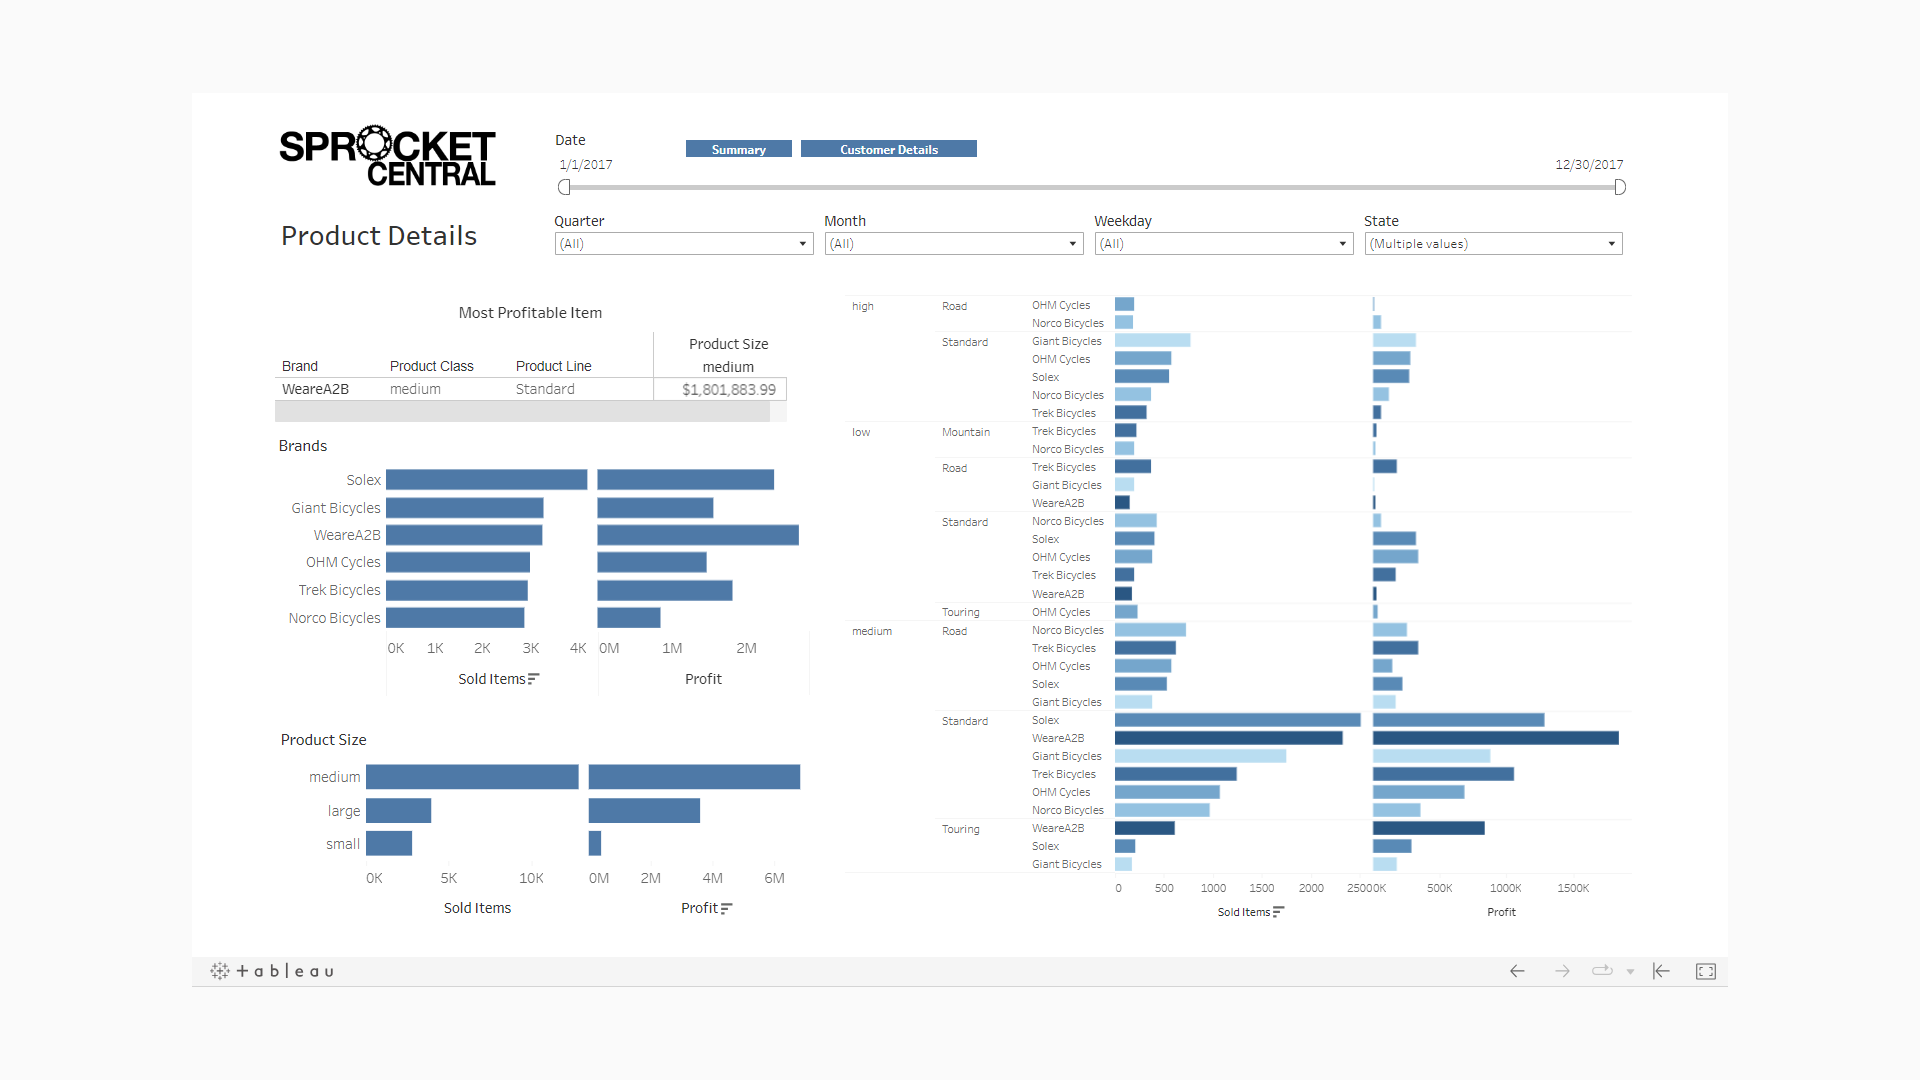 SPROCKET
CENTRAL
Product Details
Date
Summary
Customer Details
1/1/2017
12/30/2017
Quarter
Month
Weekday
State
(All)
(All)
(All)
(Multiple values)
Most Profitable Item
Product Size
Brand
Product Class
Product Line
medium
WeareA2B
medium
Standard
$1,801,883.99
Brands
Solex
Giant Bicycles
WeareA2B
OHM Cycles
Trek Bicycles
Norco Bicycles
0K 1K 2K 3K 4K 0M 1M 2M
Sold Items
Profit
Product Size
medium
large
small
0K 5K 10K 0M 2M 4M 6M
Sold Items
Profit
high Road OHM Cycles
Norco Bicycles
Standard Giant Bicycles
OHM Cycles
Solex
Norco Bicycles
Trek Bicycles
low Mountain Trek Bicycles
Norco Bicycles
Road Trek Bicycles
Giant Bicycles
WeareA2B
Standard Norco Bicycles
Solex
OHM Cycles
Trek Bicycles
WeareA2B
Touring OHM Cycles
medium Road Norco Bicycles
Trek Bicycles
OHM Cycles
Solex
Giant Bicycles
Standard Solex
WeareA2B
Giant Bicycles
Trek Bicycles
OHM Cycles
Norco Bicycles
Touring WeareA2B
Solex
Giant Bicycles
0 500 1000 1500 2000 25000K 500K 1000K 1500K
Sold Items
Profit
+ableau